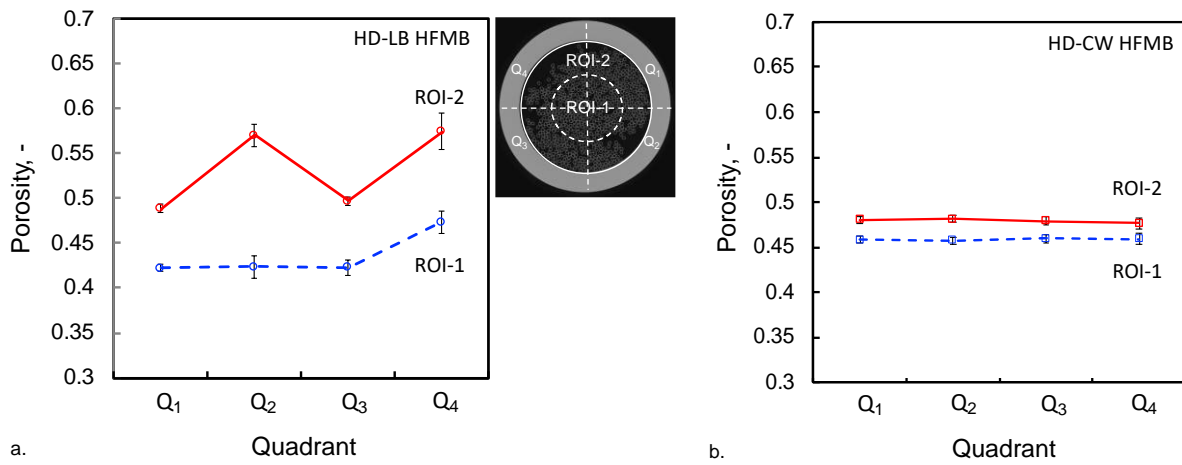 0.7
0.65
0.6
0.55
0.5
0.45
0.4
0.35
0.3
Porosity, -
HD-LB HFMB
ROI-2
ROI-1
Q1
Q2
Q3
Q4
Quadrant
a.
Q4
ROI-2
Q1
ROI-1
Q3
Q2
0.7
0.65
0.6
0.55
0.5
0.45
0.4
0.35
0.3
Porosity, -
HD-CW HFMB
ROI-2
ROI-1
Q1
Q2
Q3
Q4
Quadrant
b.